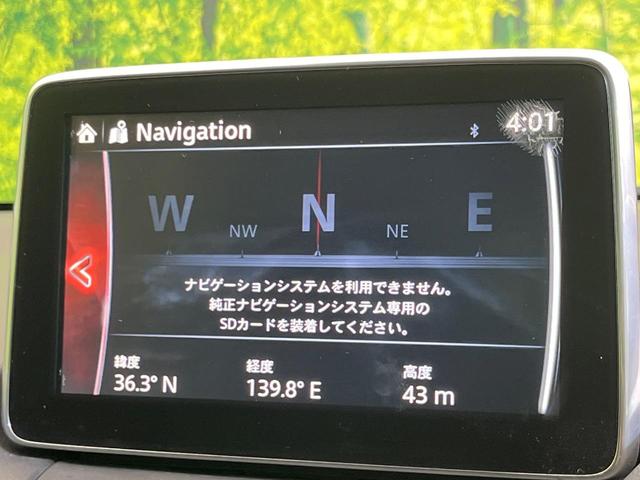 Navigation
4:01
W
NW
N
NE
E
ナビゲーションシステムを利用できません。
純正ナビゲーションシステム専用の
SDカードを装着してください。
緯度 経度 高度
36.3° N 139.8° E 43 m